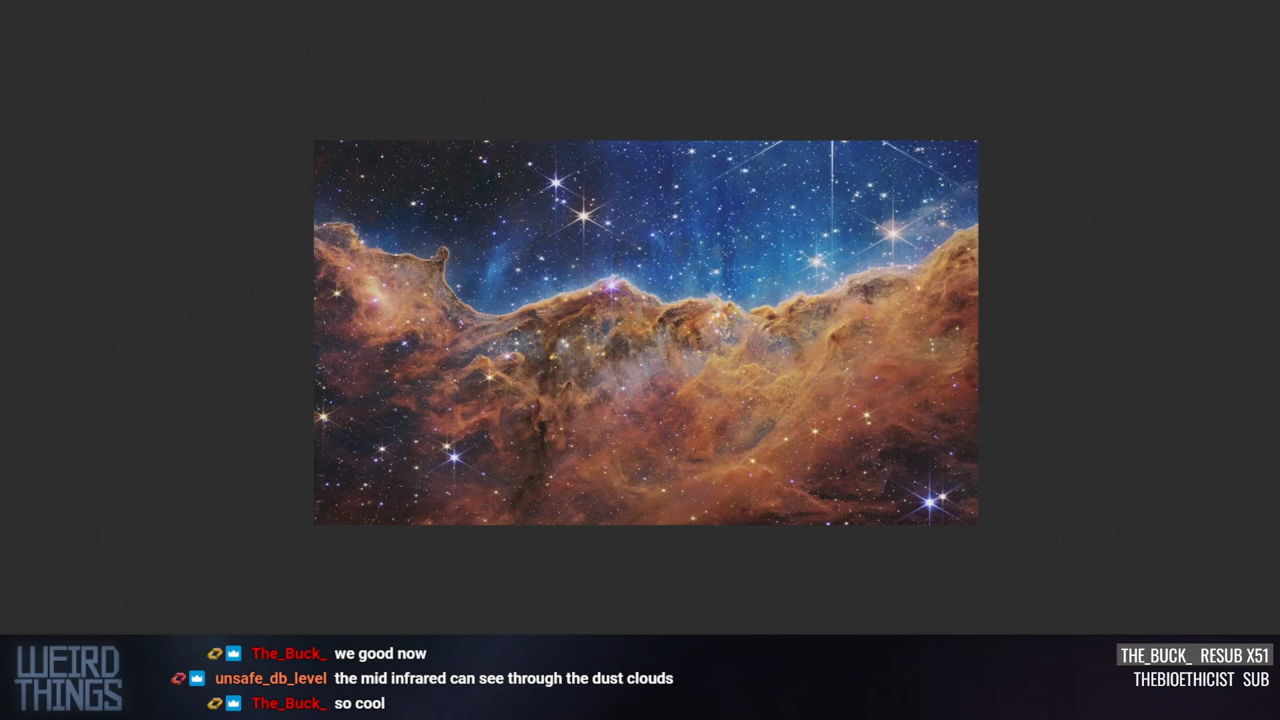 WEIRD
THINGS
The_Buck_ we good now
unsafe_db_level the mid infrared can see through the dust clouds
The_Buck_ so cool
THE_BUCK_ RESUB X51
THEBIOETHICIST SUB